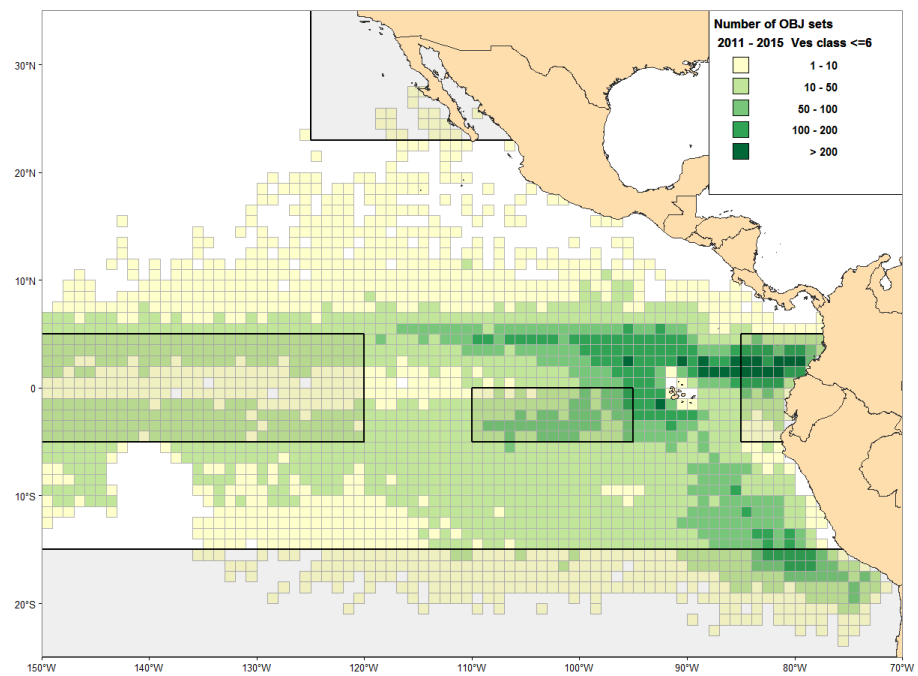 Number of OBJ sets
2011 - 2015 Ves class <=6
1 - 10
10 - 50
50 - 100
100 - 200
> 200
30°N
20°N
10°N
0
10°S
20°S
150°W 140°W 130°W 120°W 110°W 100°W 90°W 80°W 70°W